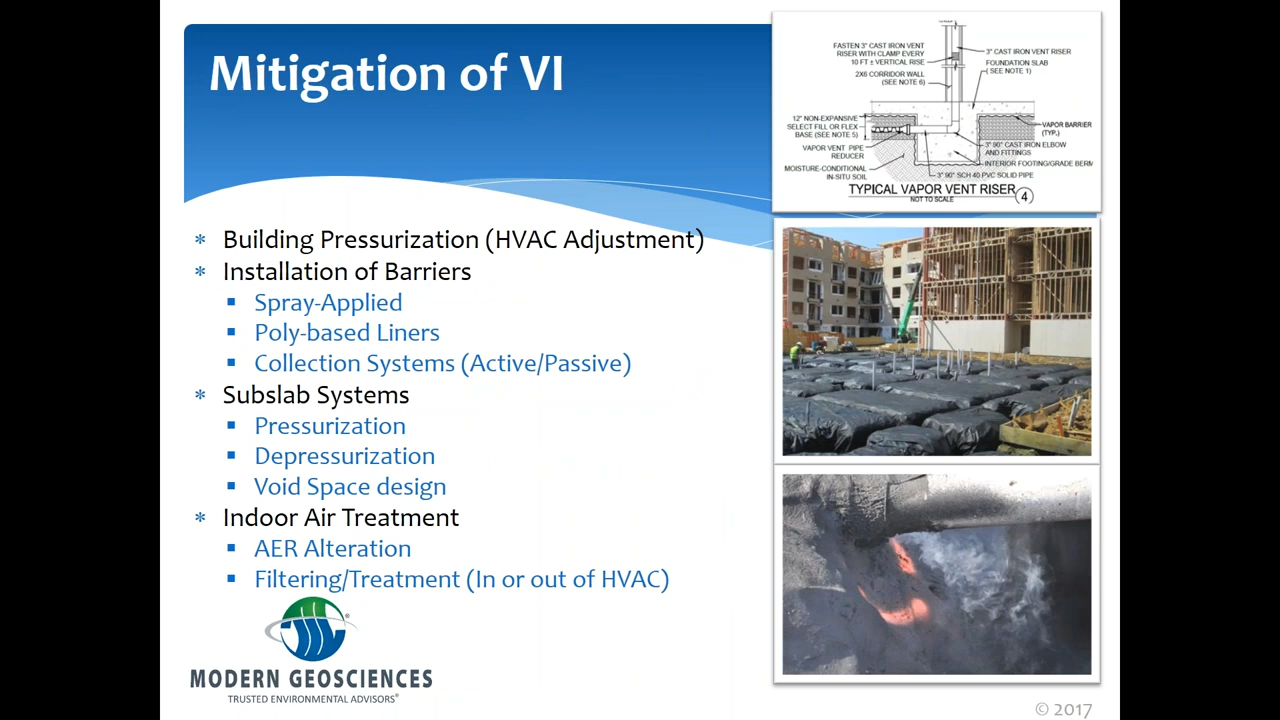 Mitigation of VI
* Building Pressurization (HVAC Adjustment)
* Installation of Barriers
▪ Spray-Applied
▪ Poly-based Liners
▪ Collection Systems (Active/Passive)
* Subslab Systems
▪ Pressurization
▪ Depressurization
▪ Void Space design
* Indoor Air Treatment
▪ AER Alteration
▪ Filtering/Treatment (In or out of HVAC)
MODERN GEOSCIENCES
TRUSTED ENVIRONMENTAL ADVISORS®
FASTEN 3" CAST IRON VENT
RISER WITH CLAMP EVERY
10 FT ± VERTICAL RISE
2X6 CORRIDOR WALL
(SEE NOTE 6)
3" CAST IRON VENT RISER
FOUNDATION SLAB
( SEE NOTE 1)
12" NON-EXPANSIVE
SELECT FILL OR FLEX
BASE (SEE NOTE 5)
VAPOR VENT PIPE
REDUCER
MOISTURE-CONDITIONAL
IN-SITU SOIL
VAPOR BARRIER
(TYP.)
3" 90° CAST IRON ELBOW
AND FITTINGS
INTERIOR FOOTING/GRADE BERM
3" 90° SCH 40 PVC SOLID PIPE
TYPICAL VAPOR VENT RISER
NOT TO SCALE
4
© 2017